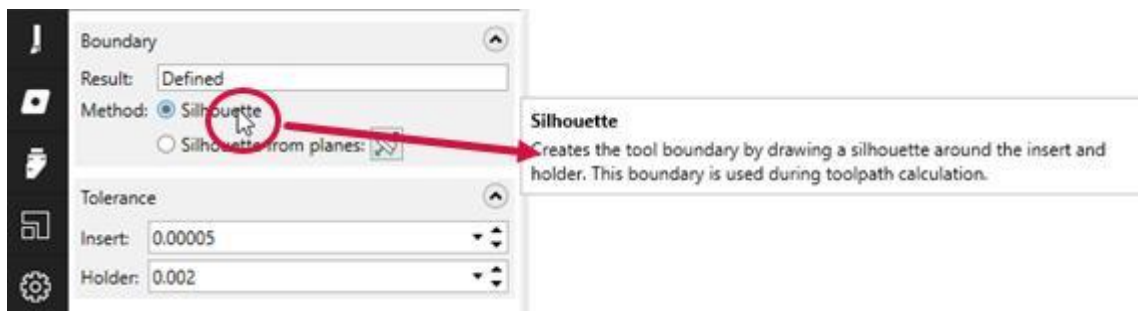 Boundary
Result: Defined
Method: Silhouette
Silhouette from planes:
Silhouette
Creates the tool boundary by drawing a silhouette around the insert and
holder. This boundary is used during toolpath calculation.
Tolerance
Insert: 0.00005
Holder: 0.002